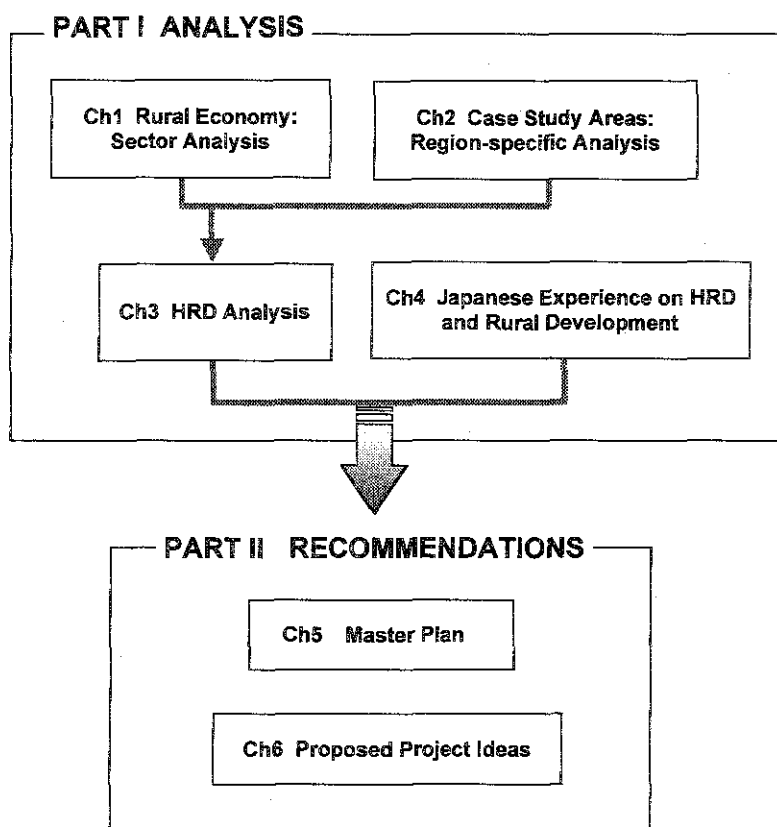 PART I ANALYSIS
Ch1 Rural Economy:
Sector Analysis
Ch2 Case Study Areas:
Region-specific Analysis
Ch3 HRD Analysis
Ch4 Japanese Experience on HRD
and Rural Development
PART II RECOMMENDATIONS
Ch5 Master Plan
Ch6 Proposed Project Ideas